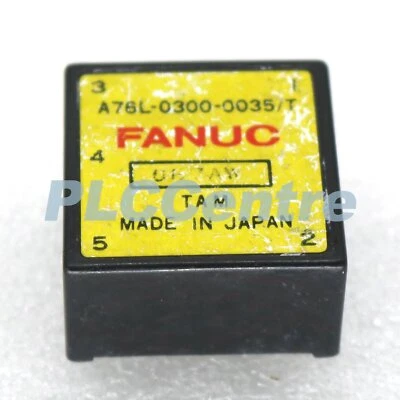 3 1
A76L-0300-0035/T
FANUC
4
TAM
MADE IN JAPAN
5 2
PLCCentre